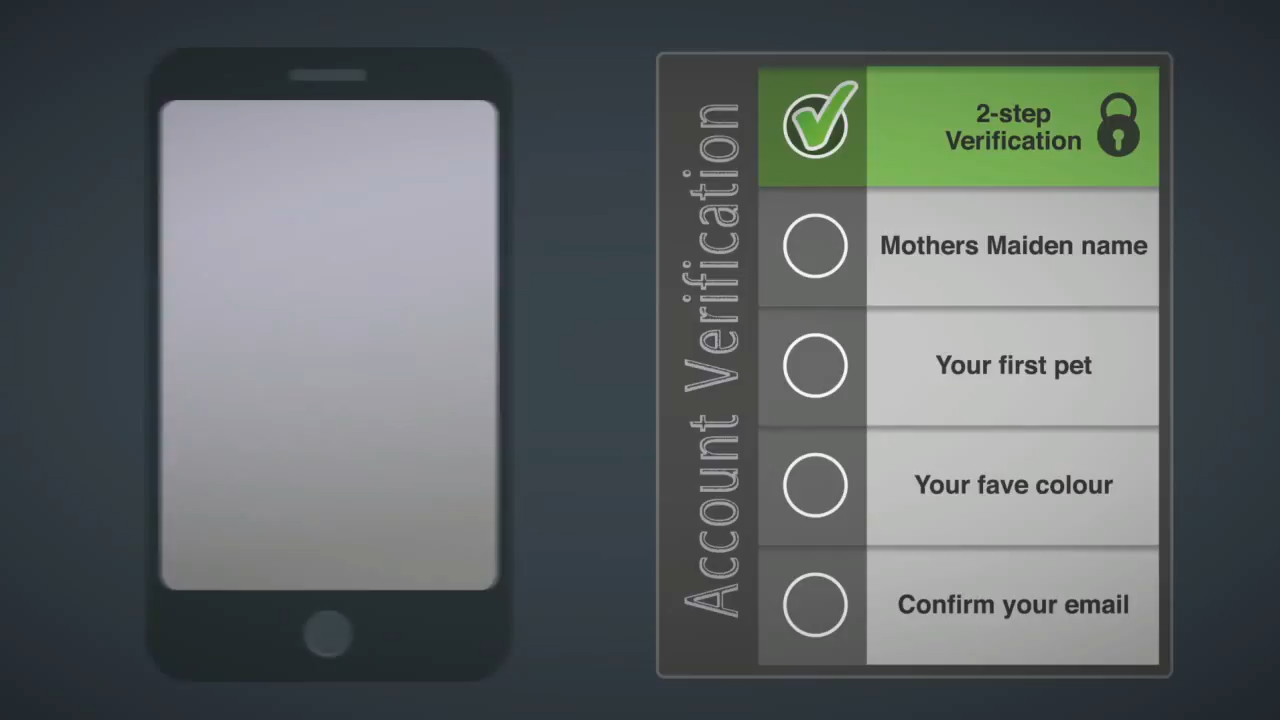 Account Verification
2-step
Verification
Mothers Maiden name
Your first pet
Your fave colour
Confirm your email